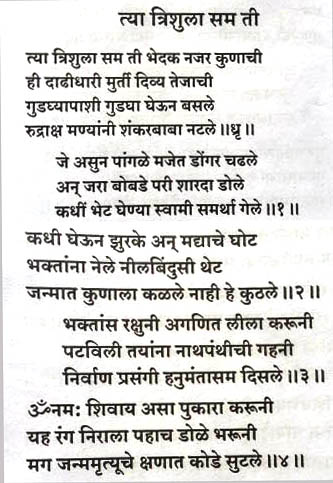 त्या त्रिशुला सम ती
त्या त्रिशुला सम ती भेदक नजर कुणाची
ही दाढीधारी मुर्ती दिव्य तेजाची
गुडघ्यापाशी गुडघा घेऊन बसले
रुद्राक्ष मण्यांनी शंकरबाबा नटले॥धृ॥
जे असुन पांगळे मजेत डोंगर चढले
अन् जरा बोबडे परी शारदा डोले
कधीं भेट घेण्या स्वामी समर्था गेले॥१॥
कधी घेऊन झुरके अन् मद्याचे घोट
भक्तांना नेले नीलबिंदुसी थेट
जन्मात कुणाला कळले नाही हे कुठले॥२॥
भक्तांस रक्षुनी अगणित लीला करूनी
पटविली तयांना नाथपंथीची गहनी
निर्वाण प्रसंगी हनुमंतासम दिसले॥३॥
ॐनमः शिवाय असा पुकारा करूनी
यह रंग निराला पहाच डोळे भरूनी
मग जन्ममृत्यूचे क्षणात कोडे सुटले॥४॥